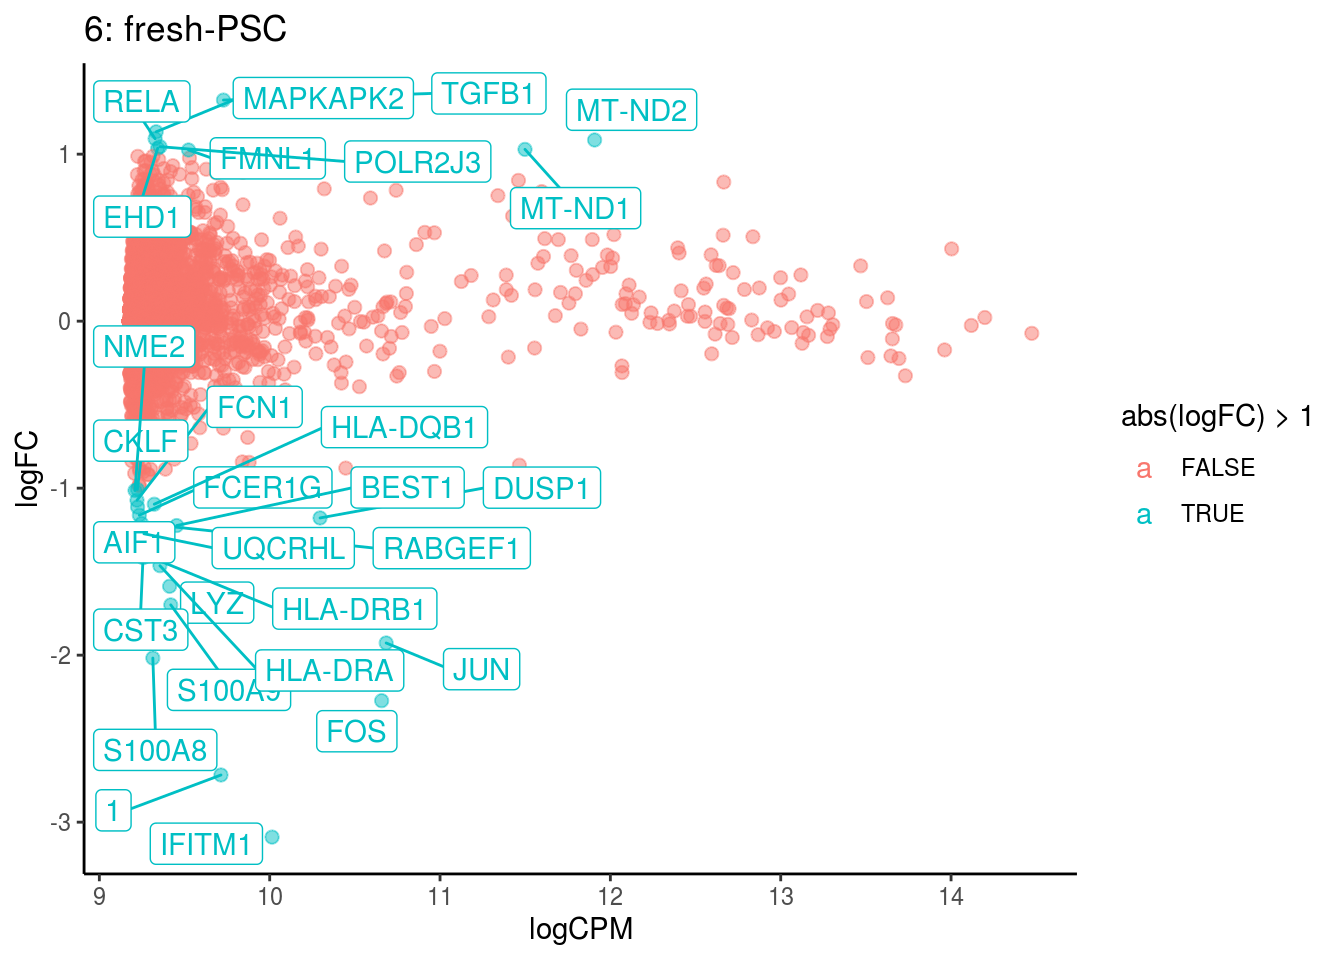 6: fresh-PSC
RELA
MAPKAPK2
TGFB1
MT-ND2
FMNL1
POLR2J3
MT-ND1
EHD1
NME2
FCN1
HLA-DQB1
CKLF
FCER1G
BEST1
DUSP1
AIF1
UQCRHL
RABGEF1
LYZ
HLA-DRB1
CST3
HLA-DRA
JUN
S100A9
FOS
S100A8
1
IFITM1
1
0
-1
-2
-3
logFC
9 10 11 12 13 14
logCPM
abs(logFC) > 1
a FALSE
a TRUE